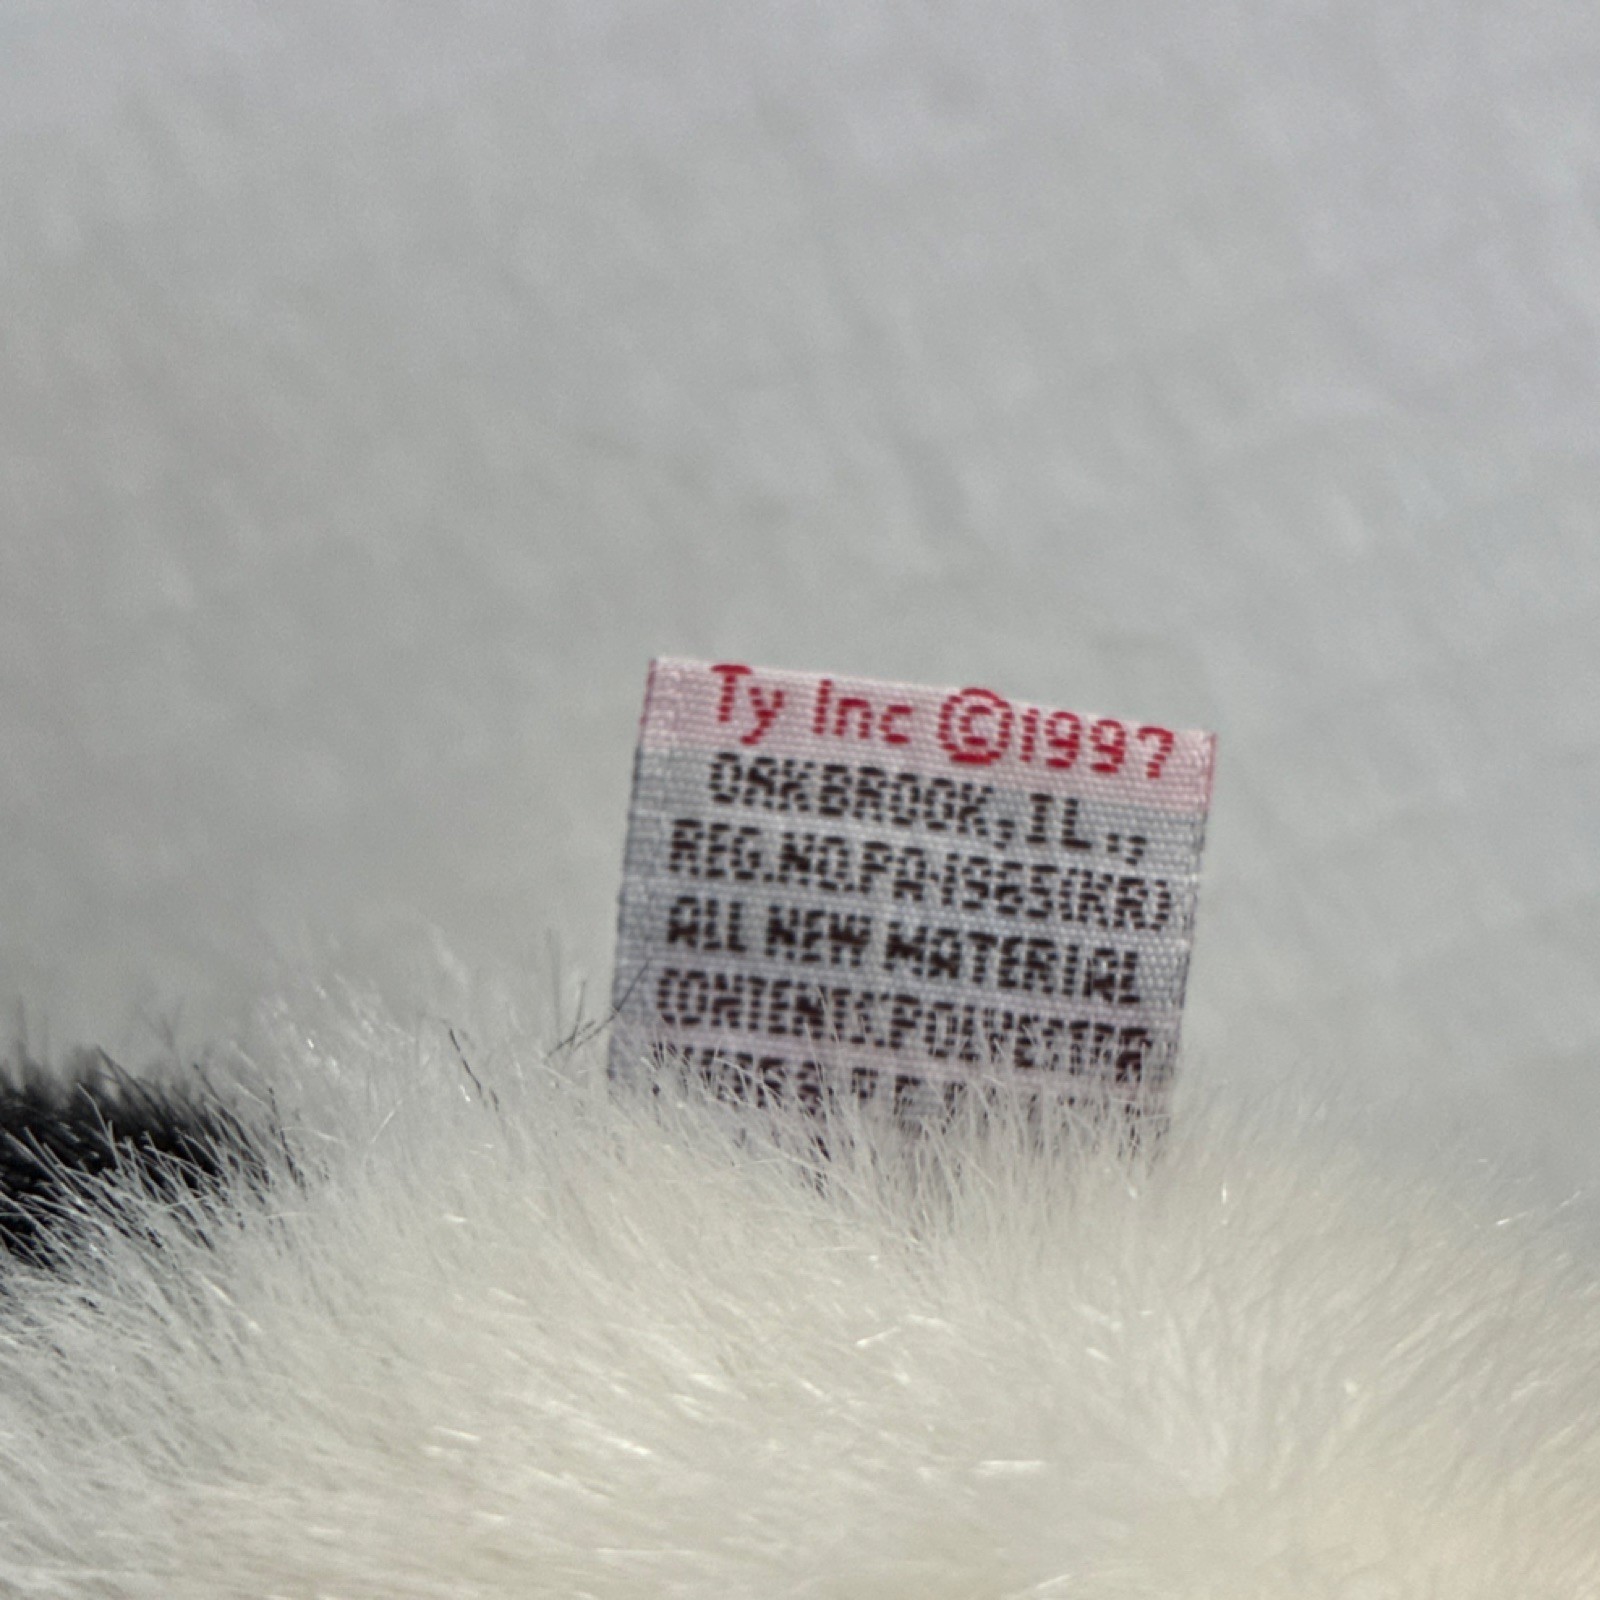 Ty Inc ©1997
OAKBROOK,IL.,
REG.NO.PA-1965(KR)
ALL NEW MATERIAL
CONTENTS:POLYESTER